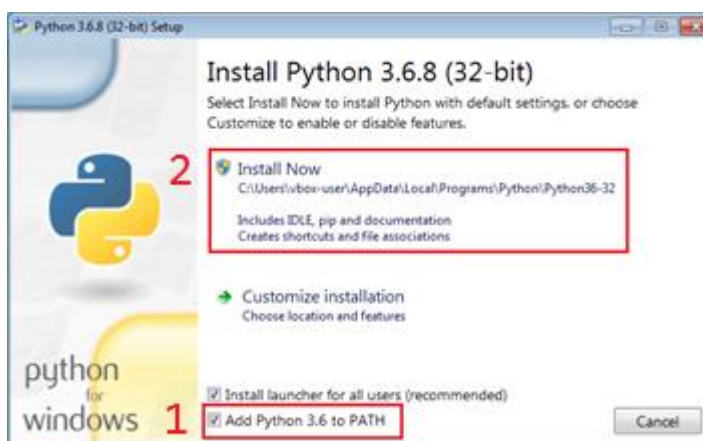 Python 3.6.8 (32-bit) Setup
Install Python 3.6.8 (32-bit)
Select Install Now to install Python with default settings, or choose
Customize to enable or disable features.
2
Install Now
C:\Users\vbox-user\AppData\Local\Programs\Python\Python36-32
Includes IDLE, pip and documentation
Creates shortcuts and file associations
Customize installation
Choose location and features
python
for
windows
Install launcher for all users (recommended)
1
Add Python 3.6 to PATH
Cancel